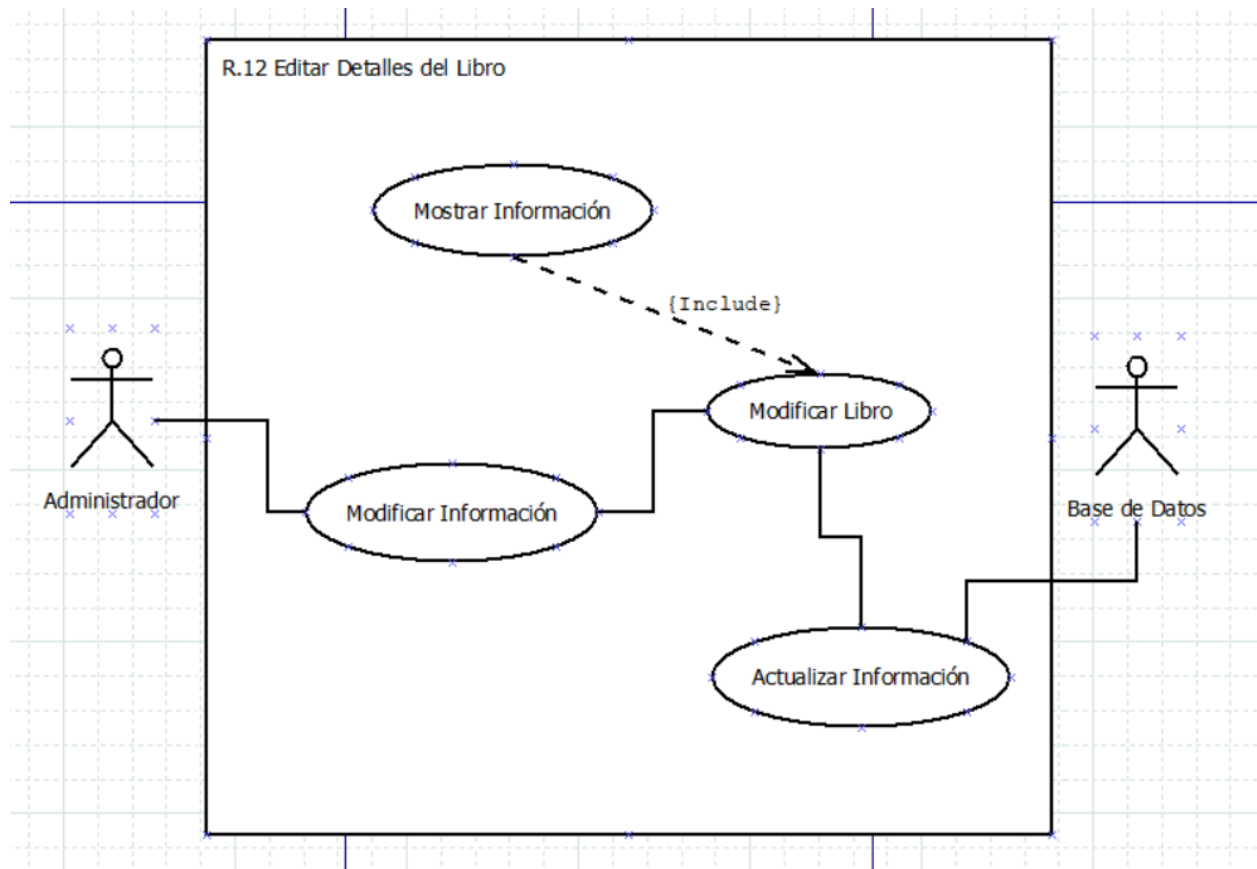 R.12 Editar Detalles del Libro
Mostrar Información
{Include}
Modificar Libro
Administrador
Modificar Información
Base de Datos
Actualizar Información